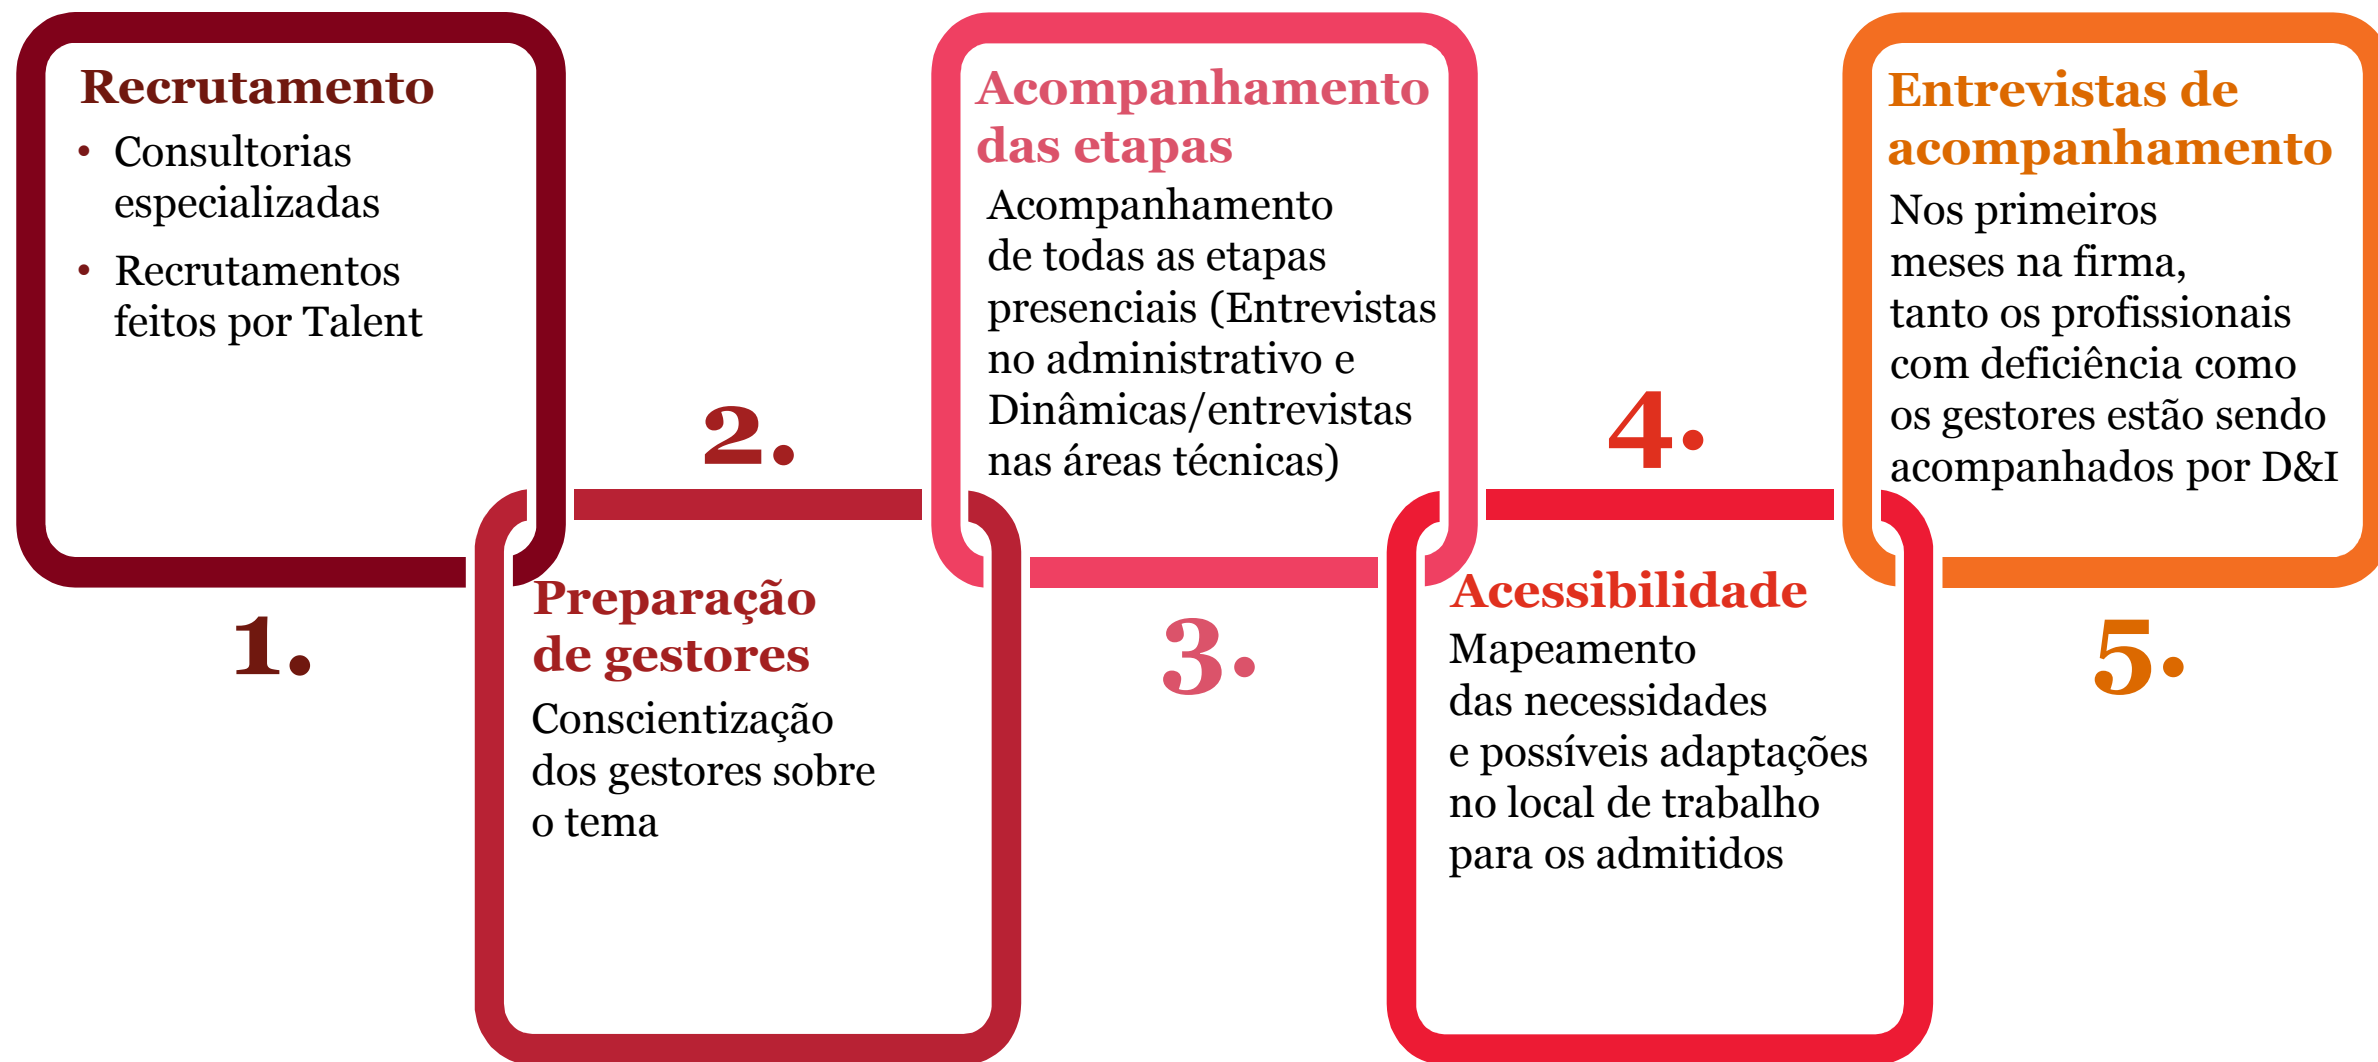 Recrutamento
• Consultorias
especializadas
• Recrutamentos
feitos por Talent
1.
2.
Preparação
de gestores
Conscientização
dos gestores sobre
o tema
Acompanhamento
das etapas
Acompanhamento
de todas as etapas
presenciais (Entrevistas
no administrativo e
Dinâmicas/entrevistas
nas áreas técnicas)
3.
4.
Acessibilidade
Mapeamento
das necessidades
e possíveis adaptações
no local de trabalho
para os admitidos
Entrevistas de
acompanhamento
Nos primeiros
meses na firma,
tanto os profissionais
com deficiência como
os gestores estão sendo
acompanhados por D&I
5.